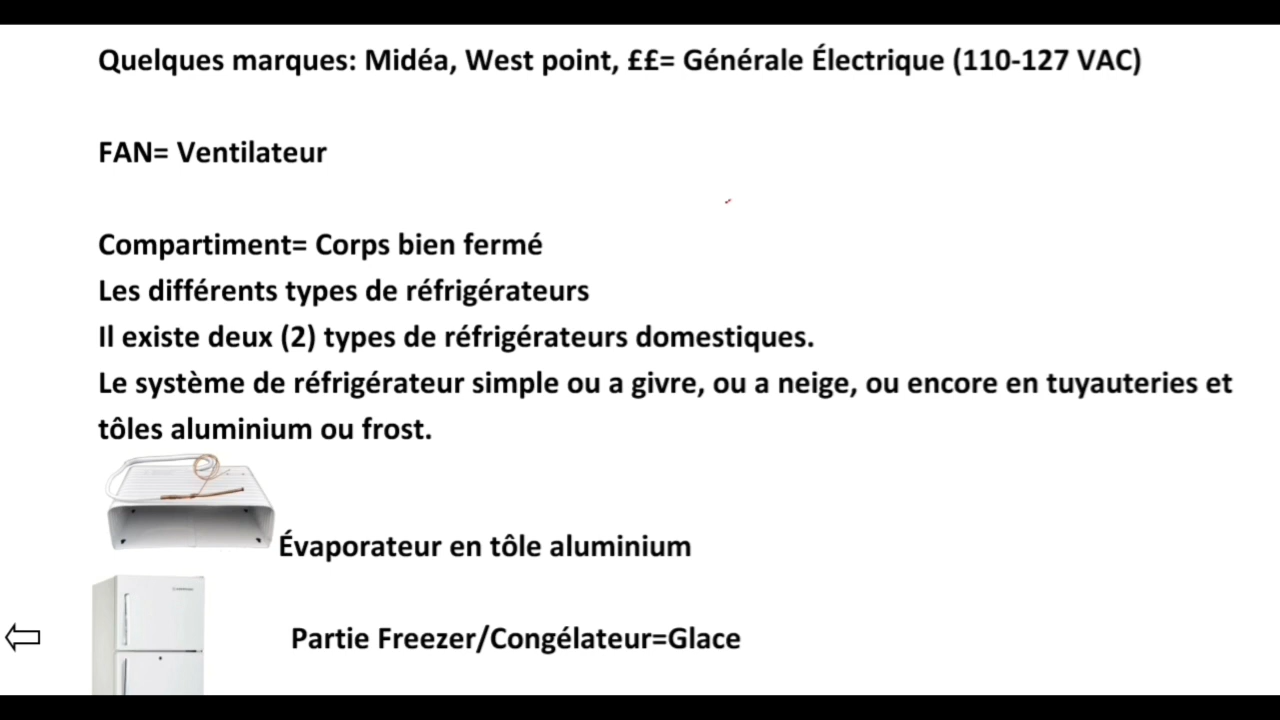 Quelques marques: Midéa, West point, ££= Générale Électrique (110-127 VAC)
FAN= Ventilateur
Compartiment= Corps bien fermé
Les différents types de réfrigérateurs
Il existe deux (2) types de réfrigérateurs domestiques.
Le système de réfrigérateur simple ou a givre, ou a neige, ou encore en tuyauteries et
tôles aluminium ou frost.
Évaporateur en tôle aluminium
Partie Freezer/Congélateur=Glace